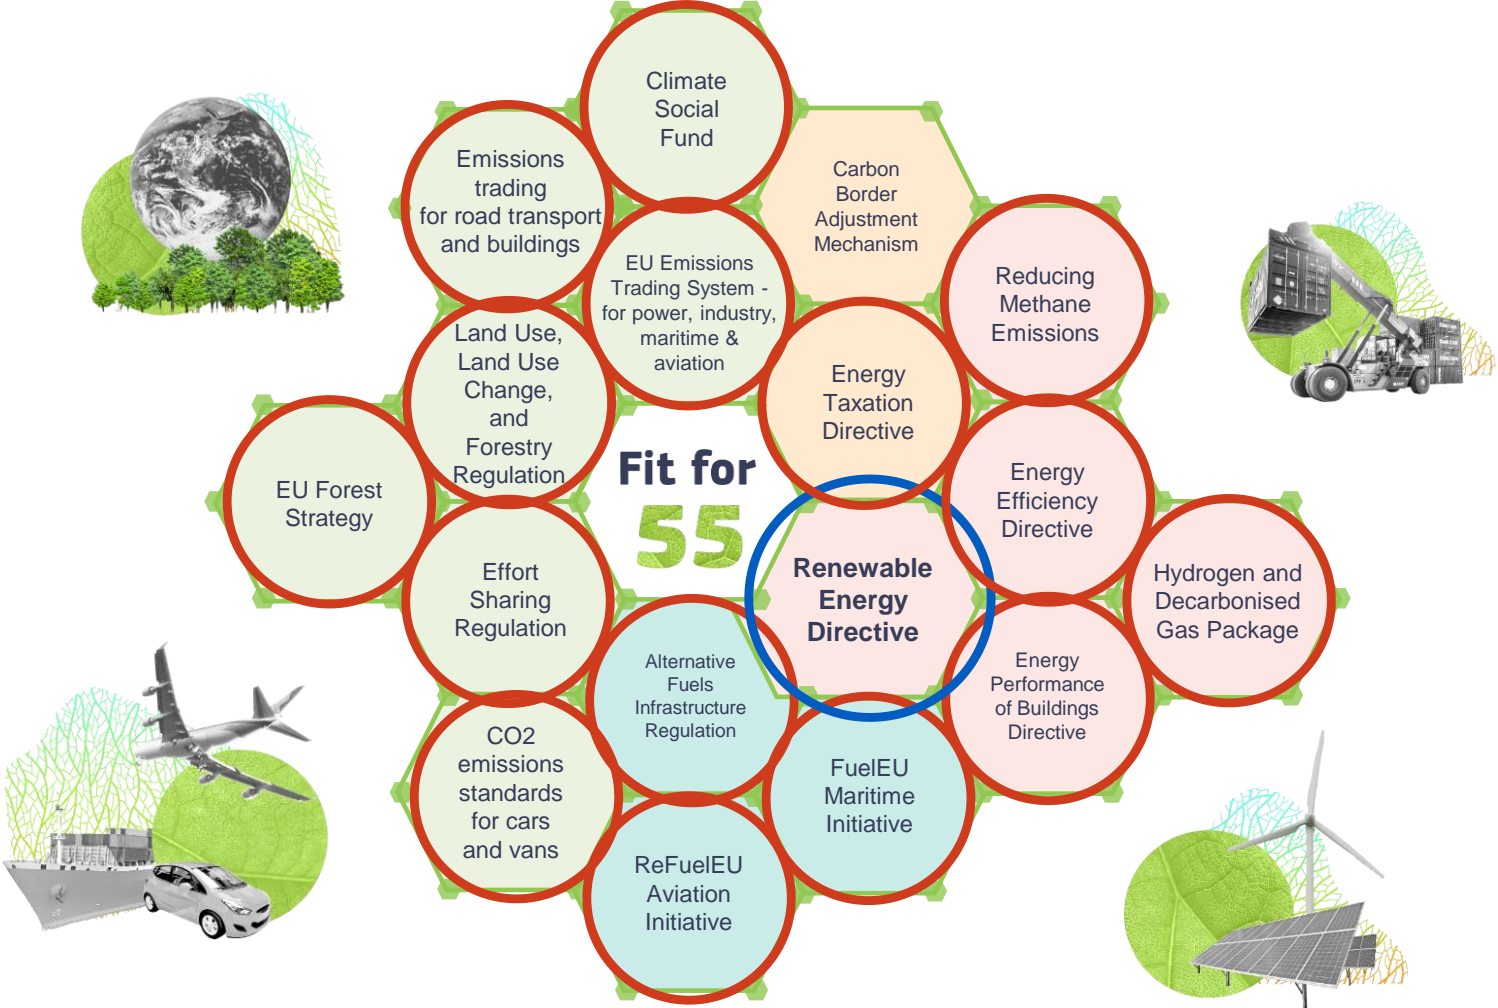 Climate
Social
Fund
Emissions
trading
for road transport
and buildings
Carbon
Border
Adjustment
Mechanism
EU Emissions
Trading System -
for power, industry,
maritime &
aviation
Reducing
Methane
Emissions
Land Use,
Land Use
Change,
and
Forestry
Regulation
Energy
Taxation
Directive
Fit for
55
EU Forest
Strategy
Energy
Efficiency
Directive
Effort
Sharing
Regulation
Renewable
Energy
Directive
Hydrogen and
Decarbonised
Gas Package
Alternative
Fuels
Infrastructure
Regulation
Energy
Performance
of Buildings
Directive
CO2
emissions
standards
for cars
and vans
FuelEU
Maritime
Initiative
ReFuelEU
Aviation
Initiative